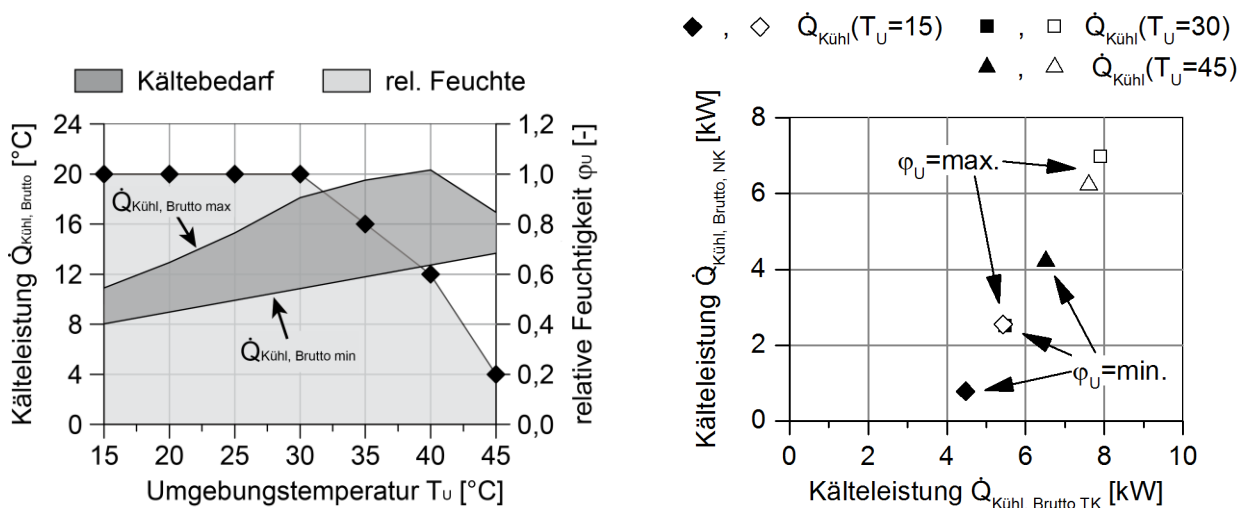 Kältebedarf rel. Feuchte
Kälteleistung Q̇Kühl, Brutto [°C]
24
20
16
12
8
4
0
Q̇Kühl, Brutto max
Q̇Kühl, Brutto min
1,2
1,0
0,8
0,6
0,4
0,2
0,0
relative Feuchtigkeit φU [-]
15 20 25 30 35 40 45
Umgebungstemperatur TU [°C]
, Q̇Kühl(TU=15) , Q̇Kühl(TU=30)
, Q̇Kühl(TU=45)
Kälteleistung Q̇Kühl, Brutto, NK [kW]
8
6
4
2
0
φU=max.
φU=min.
0 2 4 6 8 10
Kälteleistung Q̇Kühl, Brutto TK [kW]